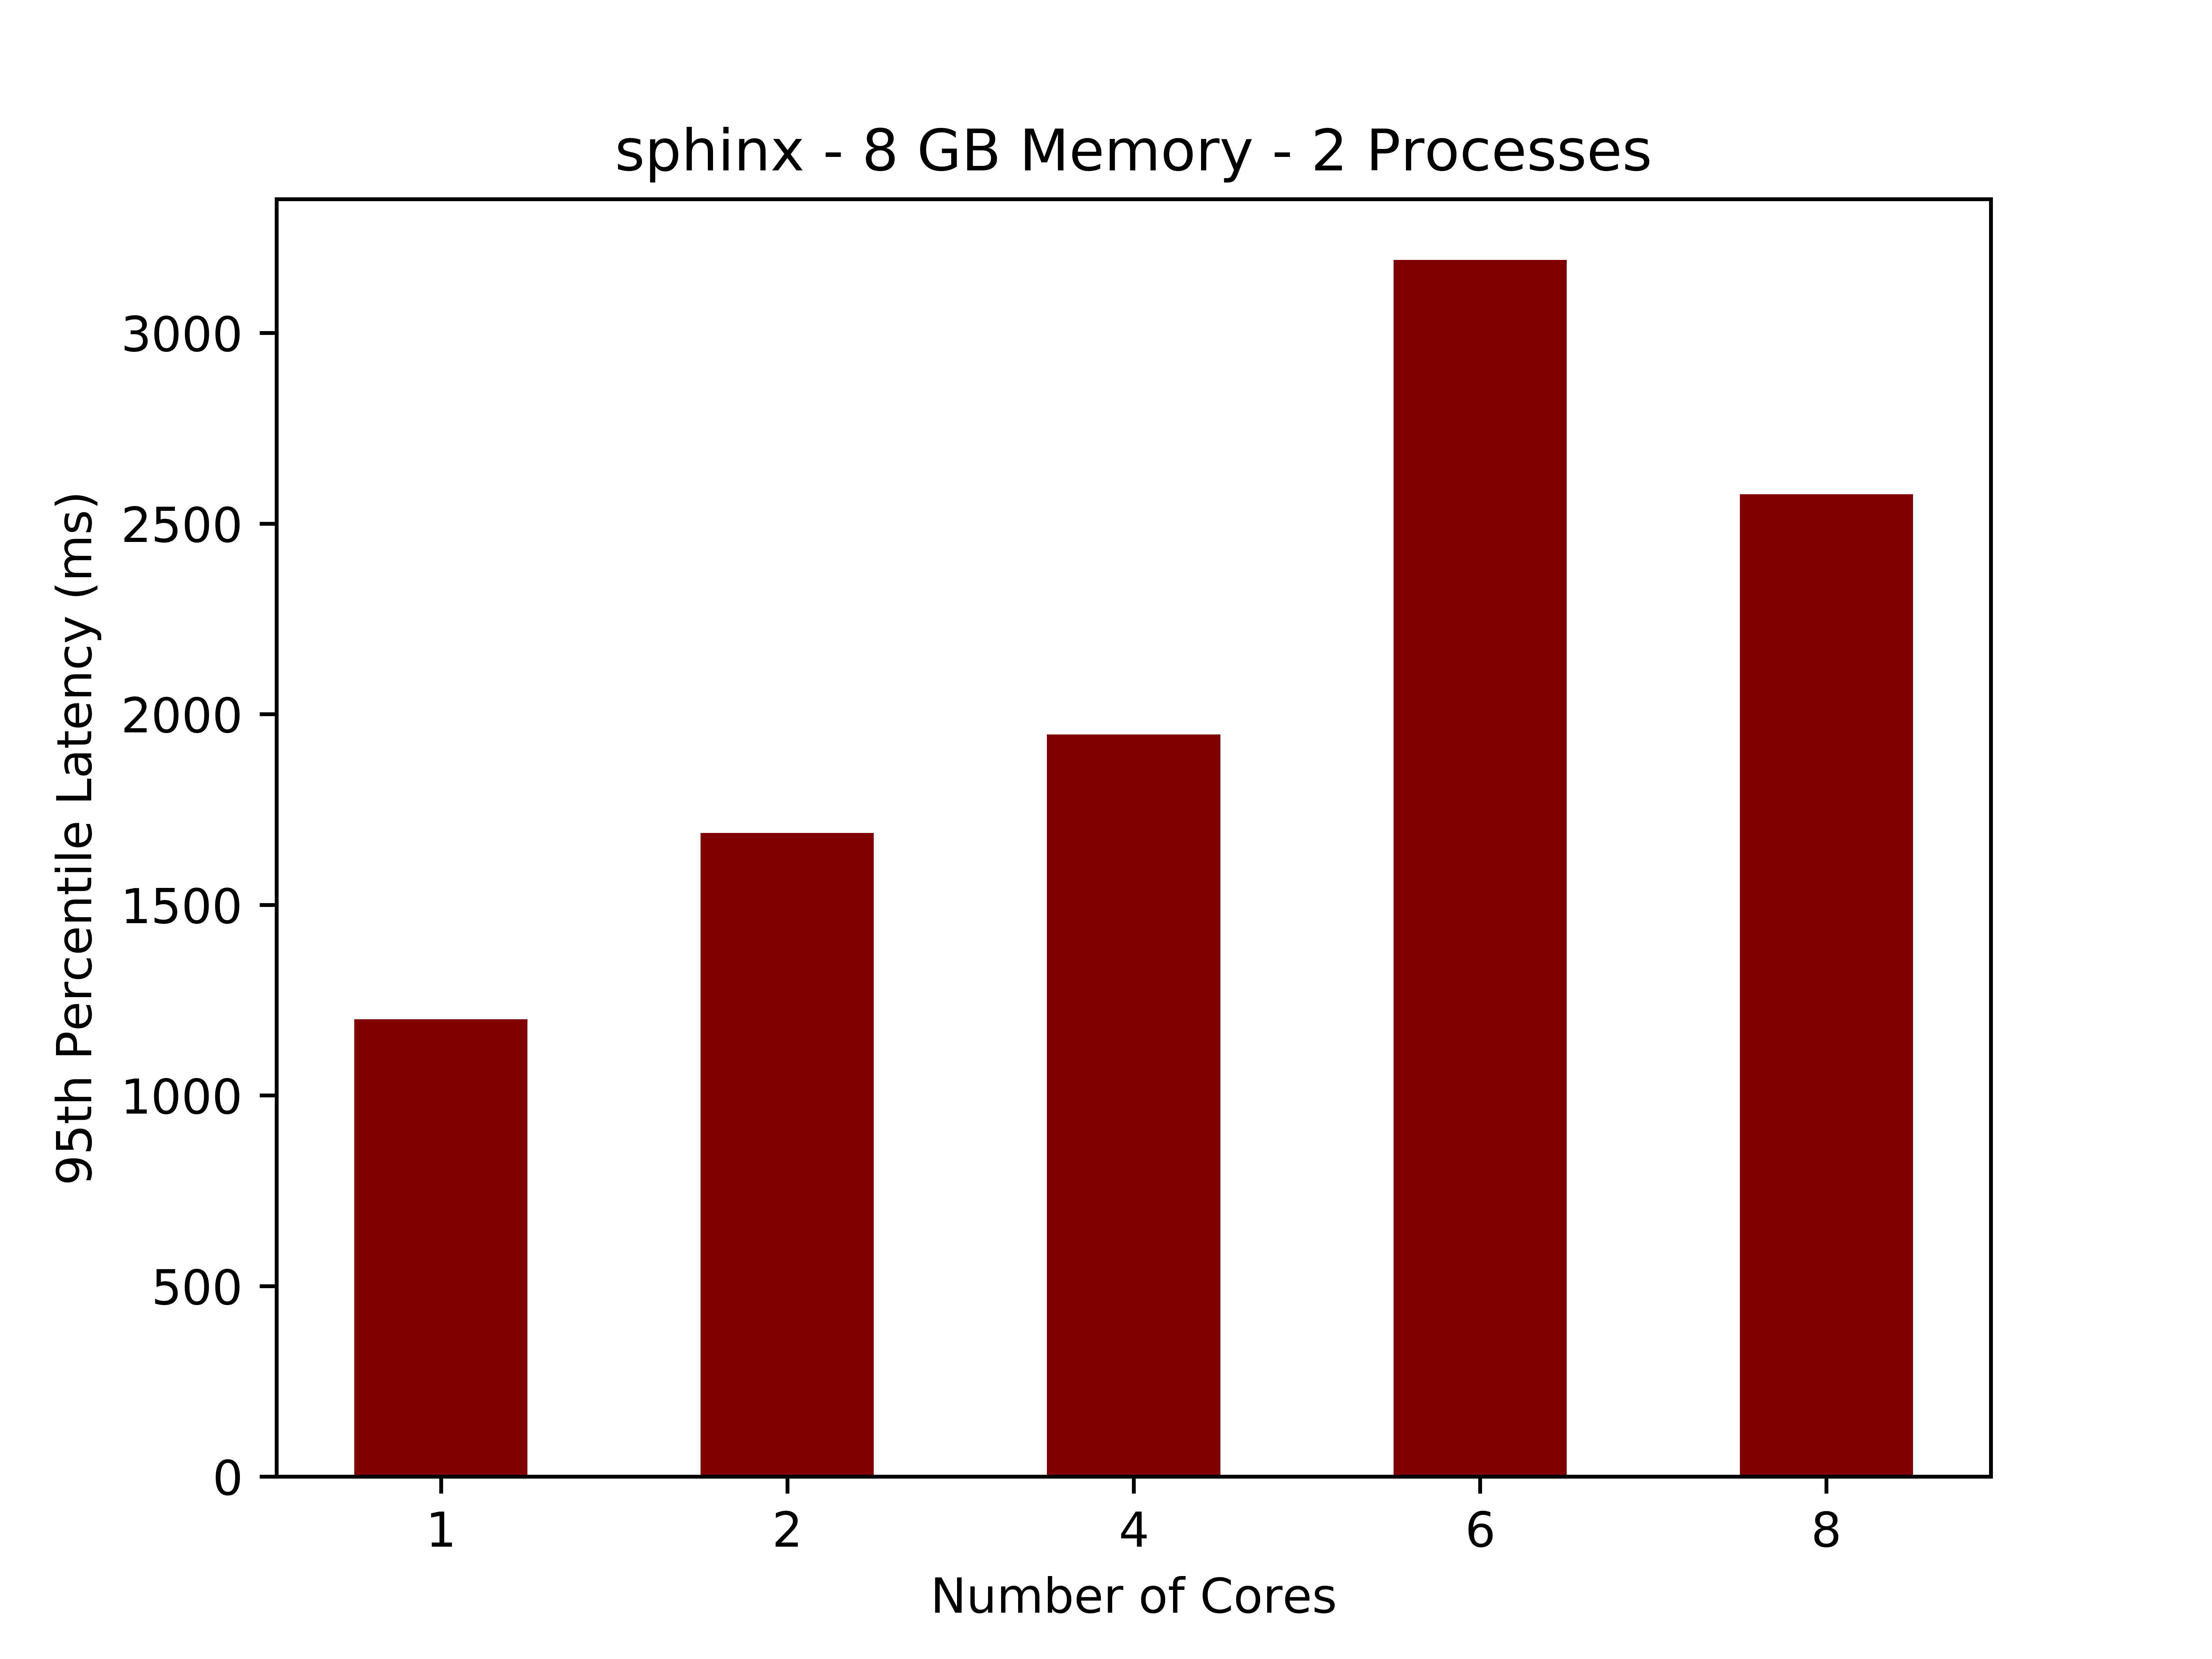 sphinx - 8 GB Memory - 2 Processes
95th Percentile Latency (ms)
3000
2500
2000
1500
1000
500
0
1 2 4 6 8
Number of Cores